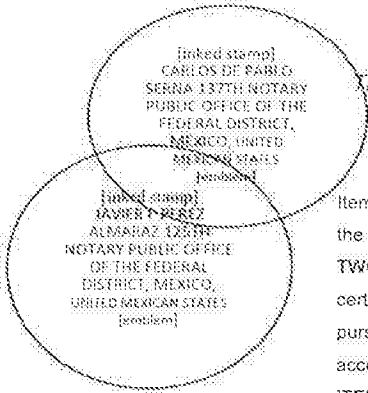 [inked stamp]
CARLOS DE PABLO
SERNA 137TH NOTARY
PUBLIC OFFICE OF THE
FEDERAL DISTRICT,
MEXICO, UNITED
MEXICAN STATES
[emblem]
[inked stamp]
JAVIER I. PEREZ
ALMARAZ 125TH
NOTARY PUBLIC OFFICE
OF THE FEDERAL
DISTRICT, MEXICO,
UNITED MEXICAN STATES
[emblem]
Item
the
TWO
cert
purs
acco